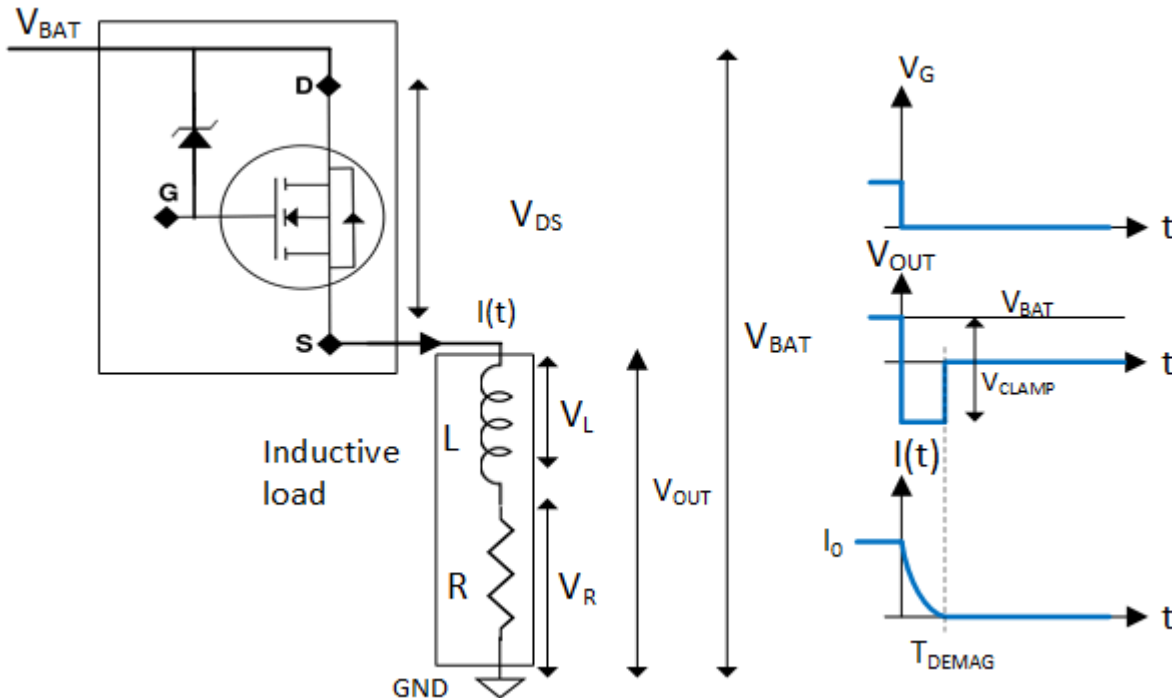 VBAT
D
G
VDS
S
I(t)
VBAT
Inductive
load
L
VL
R
VR
VOUT
GND
VG
t
VOUT
VBAT
t
VCLAMP
I(t)
I0
t
TDEMAG